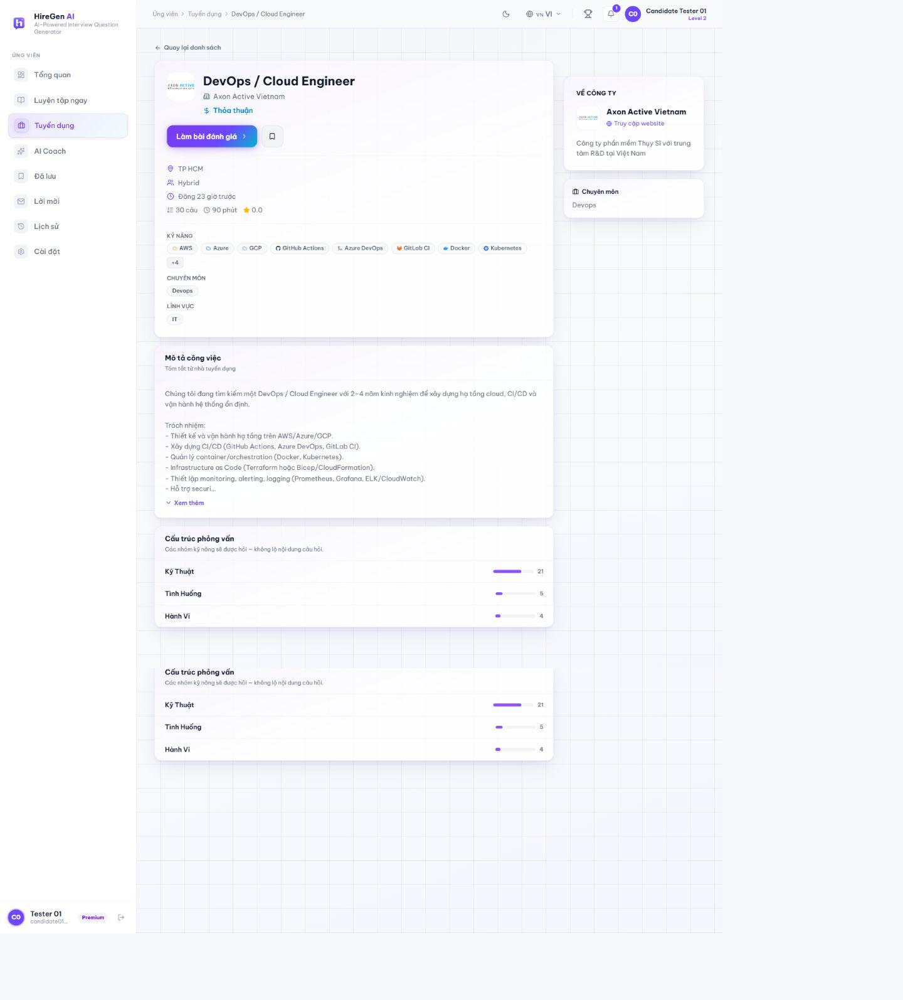 HireGen AI
AI-Powered Interview Question
Generator
ỨNG VIÊN
Tổng quan
Luyện tập ngay
Tuyển dụng
AI Coach
Đã lưu
Lời mời
Lịch sử
Cài đặt
Tester 01
candidate01...
Premium
Ứng viên > Tuyển dụng > DevOps / Cloud Engineer
VN VI
1
C0
Candidate Tester 01
Level 2
← Quay lại danh sách
AXON ACTIVE
DevOps / Cloud Engineer
Axon Active Vietnam
$ Thỏa thuận
Làm bài đánh giá
TP HCM
Hybrid
Đăng 23 giờ trước
30 câu 90 phút 0.0
KỸ NĂNG
AWS Azure GCP GitHub Actions Azure DevOps GitLab CI Docker Kubernetes
+4
CHUYÊN MÔN
Devops
LĨNH VỰC
IT
Mô tả công việc
Tóm tắt từ nhà tuyển dụng
Chúng tôi đang tìm kiếm một DevOps / Cloud Engineer với 2–4 năm kinh nghiệm để xây dựng hạ tầng cloud, CI/CD và
vận hành hệ thống ổn định.
Trách nhiệm:
- Thiết kế và vận hành hạ tầng trên AWS/Azure/GCP.
- Xây dựng CI/CD (GitHub Actions, Azure DevOps, GitLab CI).
- Quản lý container/orchestration (Docker, Kubernetes).
- Infrastructure as Code (Terraform hoặc Bicep/CloudFormation).
- Thiết lập monitoring, alerting, logging (Prometheus, Grafana, ELK/CloudWatch).
- Hỗ trợ securi...
Xem thêm
Cấu trúc phỏng vấn
Các nhóm kỹ năng sẽ được hỏi — không lộ nội dung câu hỏi.
Kỹ Thuật 21
Tình Huống 5
Hành Vi 4
Cấu trúc phỏng vấn
Các nhóm kỹ năng sẽ được hỏi — không lộ nội dung câu hỏi.
Kỹ Thuật 21
Tình Huống 5
Hành Vi 4
VỀ CÔNG TY
AXON ACTIVE
Axon Active Vietnam
Truy cập website
Công ty phần mềm Thụy Sĩ với trung
tâm R&D tại Việt Nam
Chuyên môn
Devops
C0